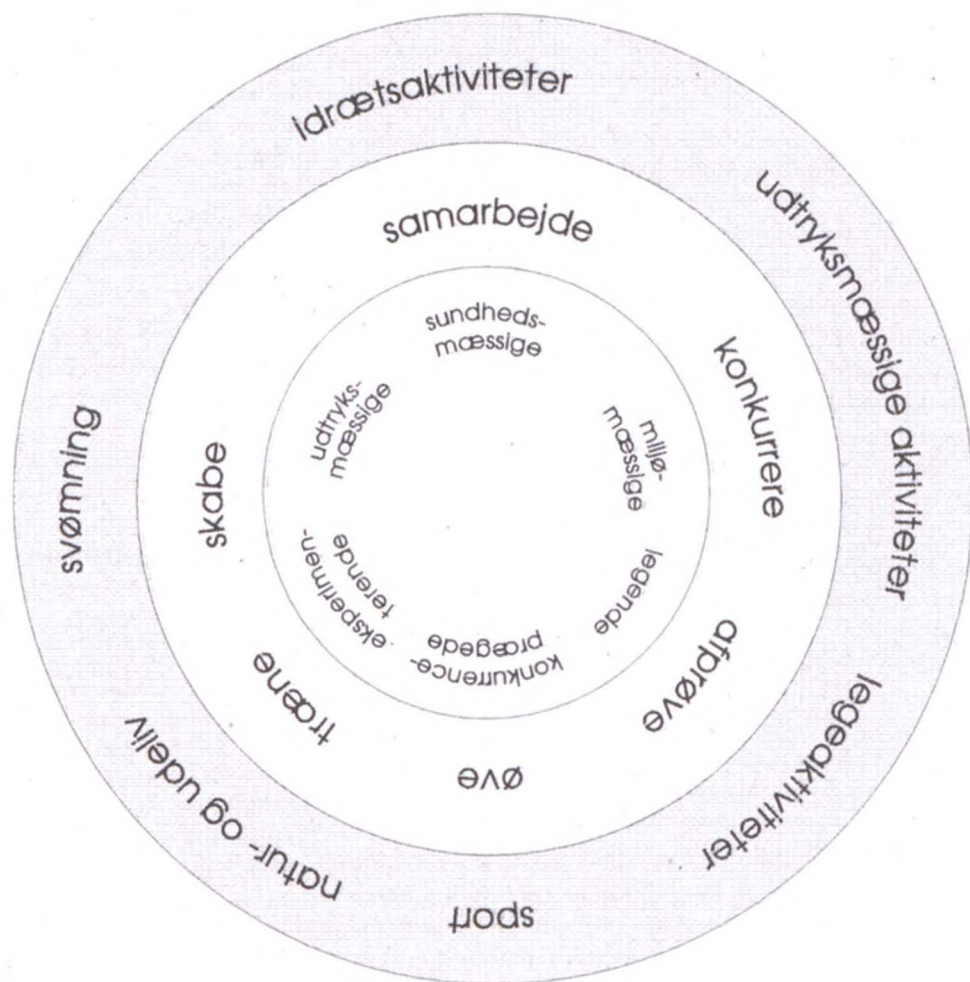 idrætsaktiviteter
udtryksmæssige aktiviteter
legeaktiviteter
sport
natur- og udeliv
svømning
samarbejde
konkurrere
afprøve
øve
træne
skabe
sundheds-
mæssige
miljø-
mæssige
legende
konkurrence-
prægede
eksperimen-
terende
udtryks-
mæssige